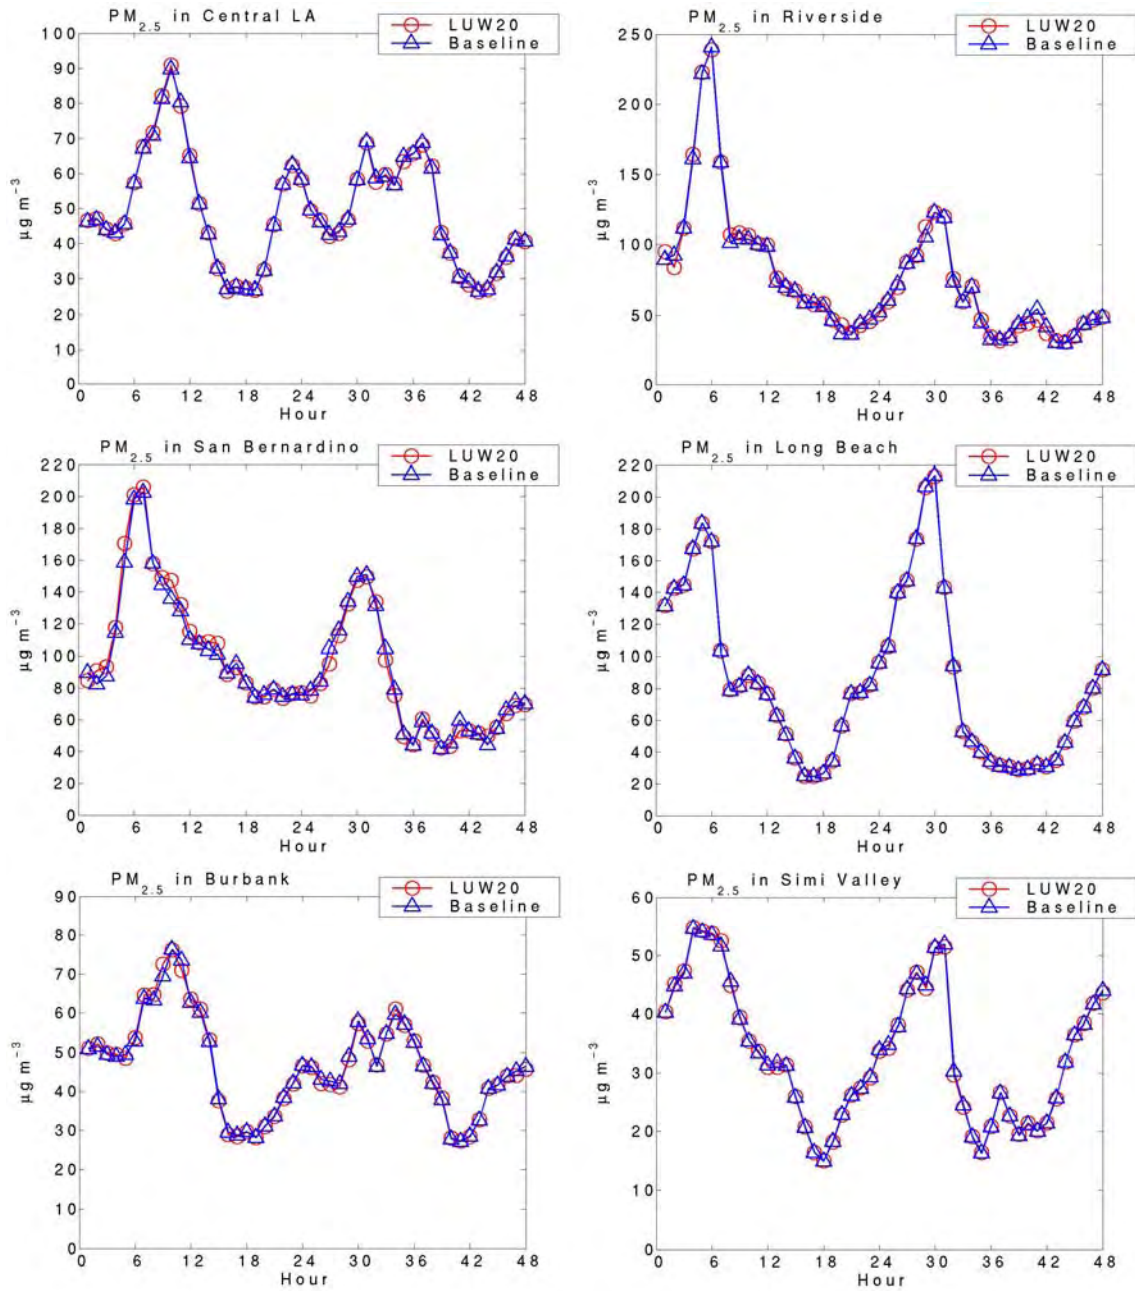 PM2.5 in Central LA
LUW20
Baseline
100
90
80
70
60
50
40
30
20
10
0
µg m−3
0 6 12 18 24 30 36 42 48
Hour
PM2.5 in Riverside
LUW20
Baseline
250
200
150
100
50
0
µg m−3
0 6 12 18 24 30 36 42 48
Hour
PM2.5 in San Bernardino
LUW20
Baseline
220
200
180
160
140
120
100
80
60
40
20
0
µg m−3
0 6 12 18 24 30 36 42 48
Hour
PM2.5 in Long Beach
LUW20
Baseline
220
200
180
160
140
120
100
80
60
40
20
0
µg m−3
0 6 12 18 24 30 36 42 48
Hour
PM2.5 in Burbank
LUW20
Baseline
90
80
70
60
50
40
30
20
10
0
µg m−3
0 6 12 18 24 30 36 42 48
Hour
PM2.5 in Simi Valley
LUW20
Baseline
60
50
40
30
20
10
0
µg m−3
0 6 12 18 24 30 36 42 48
Hour